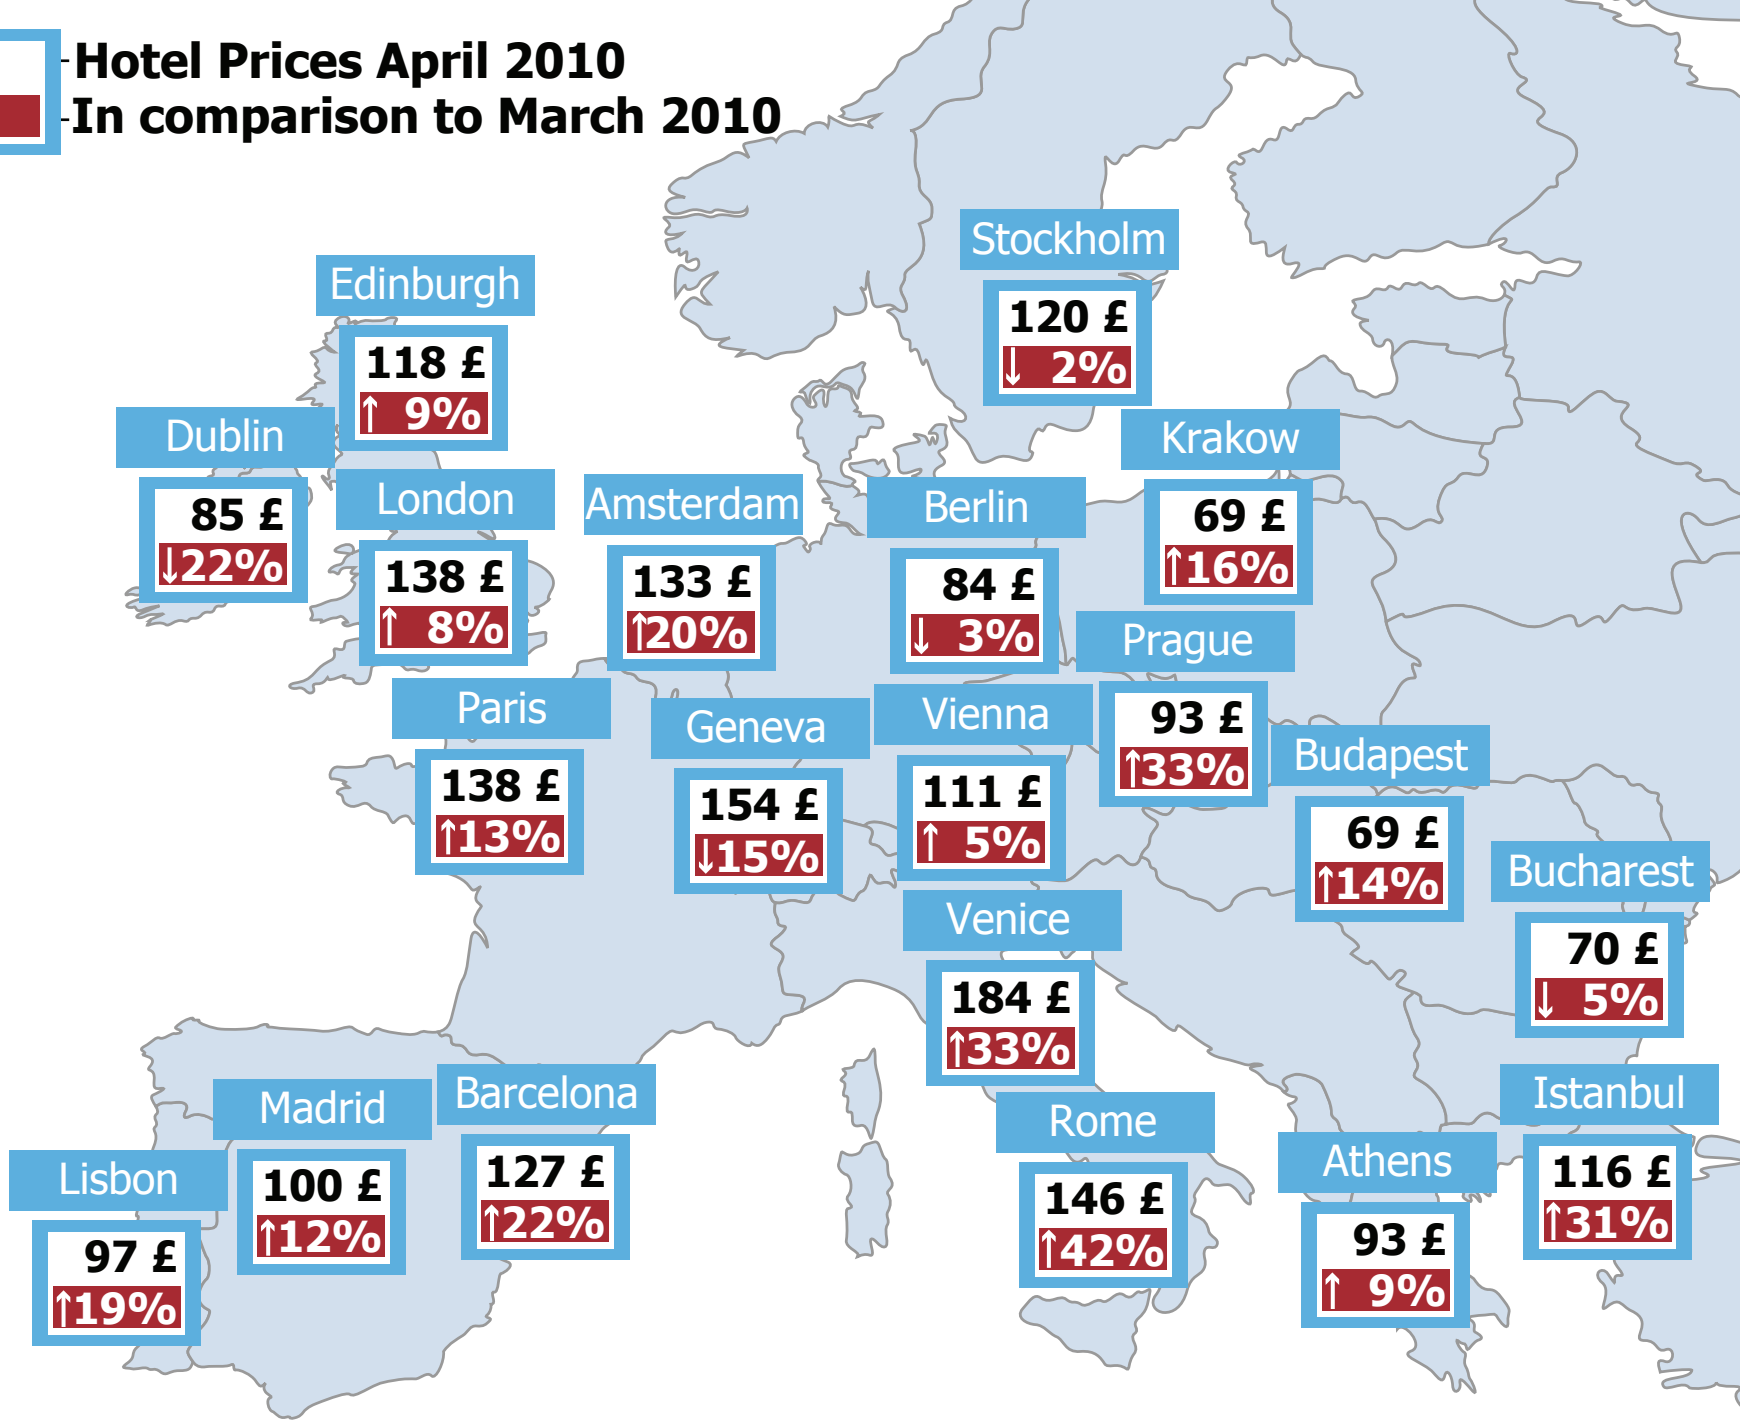 Hotel Prices April 2010
In comparison to March 2010
Stockholm
120 £
↓ 2%
Edinburgh
118 £
↑ 9%
Dublin
85 £
↓22%
London
138 £
↑ 8%
Amsterdam
133 £
↑20%
Berlin
84 £
↓ 3%
Krakow
69 £
↑16%
Prague
93 £
↑33%
Paris
138 £
↑13%
Geneva
154 £
↓15%
Vienna
111 £
↑ 5%
Budapest
69 £
↑14%
Bucharest
70 £
↓ 5%
Venice
184 £
↑33%
Madrid
100 £
↑12%
Barcelona
127 £
↑22%
Lisbon
97 £
↑19%
Rome
146 £
↑42%
Athens
93 £
↑ 9%
Istanbul
116 £
↑31%